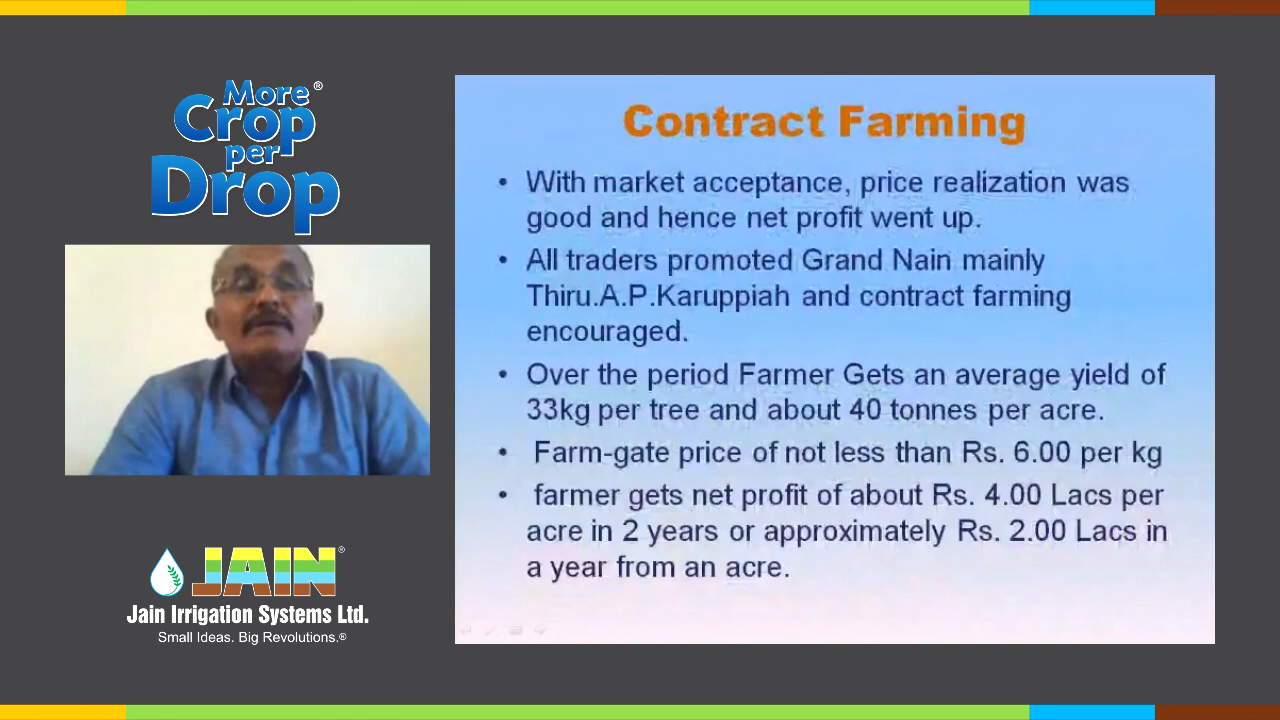 More®
Crop
per
Drop
Contract Farming
• With market acceptance, price realization was
good and hence net profit went up.
• All traders promoted Grand Nain mainly
Thiru.A.P.Karuppiah and contract farming
encouraged.
• Over the period Farmer Gets an average yield of
33kg per tree and about 40 tonnes per acre.
• Farm-gate price of not less than Rs. 6.00 per kg
• farmer gets net profit of about Rs. 4.00 Lacs per
acre in 2 years or approximately Rs. 2.00 Lacs in
a year from an acre.
JAIN®
Jain Irrigation Systems Ltd.
Small Ideas. Big Revolutions.®